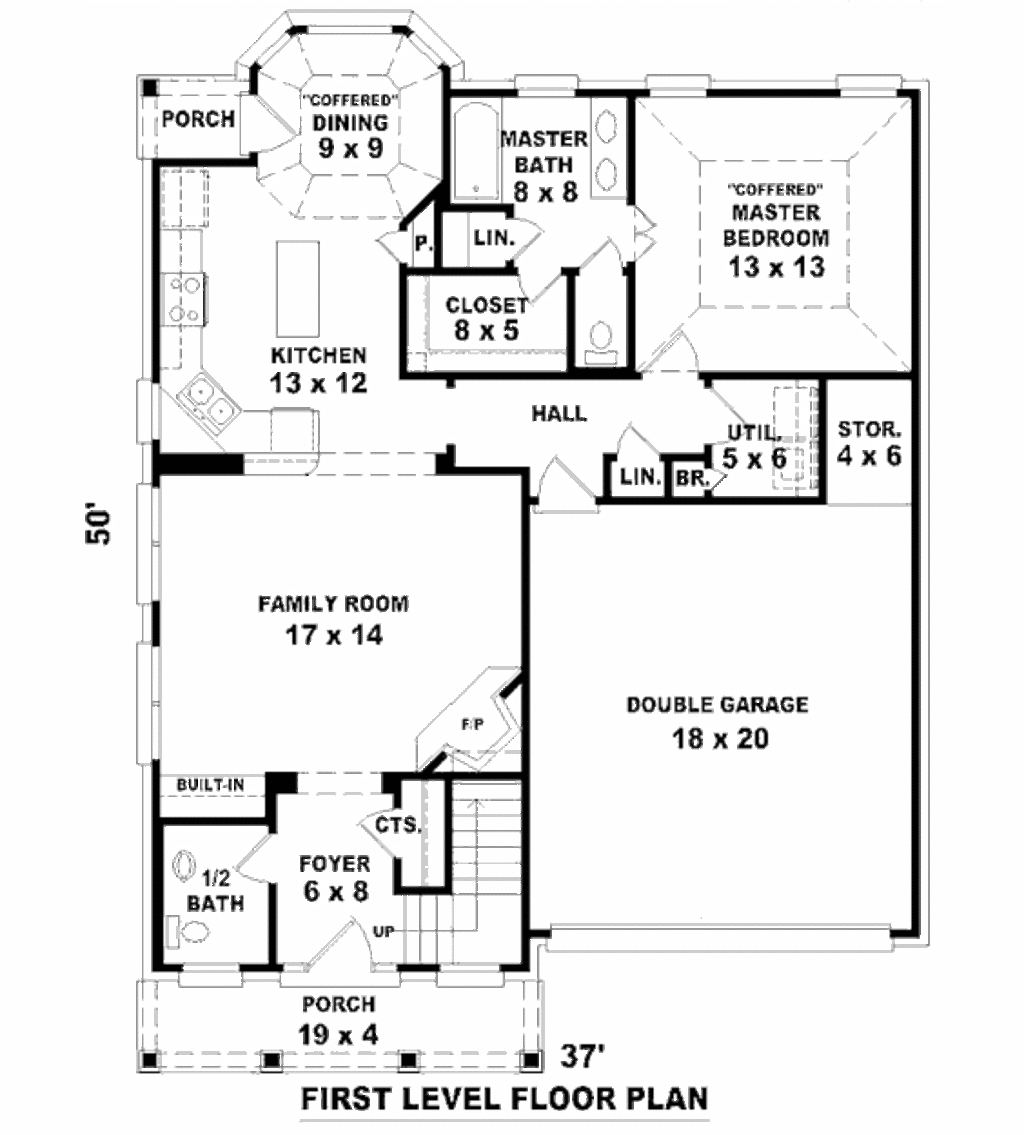 PORCH
"COFFERED"
DINING
9 x 9
MASTER
BATH
8 x 8
"COFFERED"
MASTER
BEDROOM
13 x 13
P.
LIN.
CLOSET
8 x 5
KITCHEN
13 x 12
HALL
UTIL.
5 x 6
STOR.
4 x 6
LIN.
BR.
50'
FAMILY ROOM
17 x 14
F/P
DOUBLE GARAGE
18 x 20
BUILT-IN
CTS.
FOYER
6 x 8
1/2
BATH
UP
PORCH
19 x 4
37'
FIRST LEVEL FLOOR PLAN